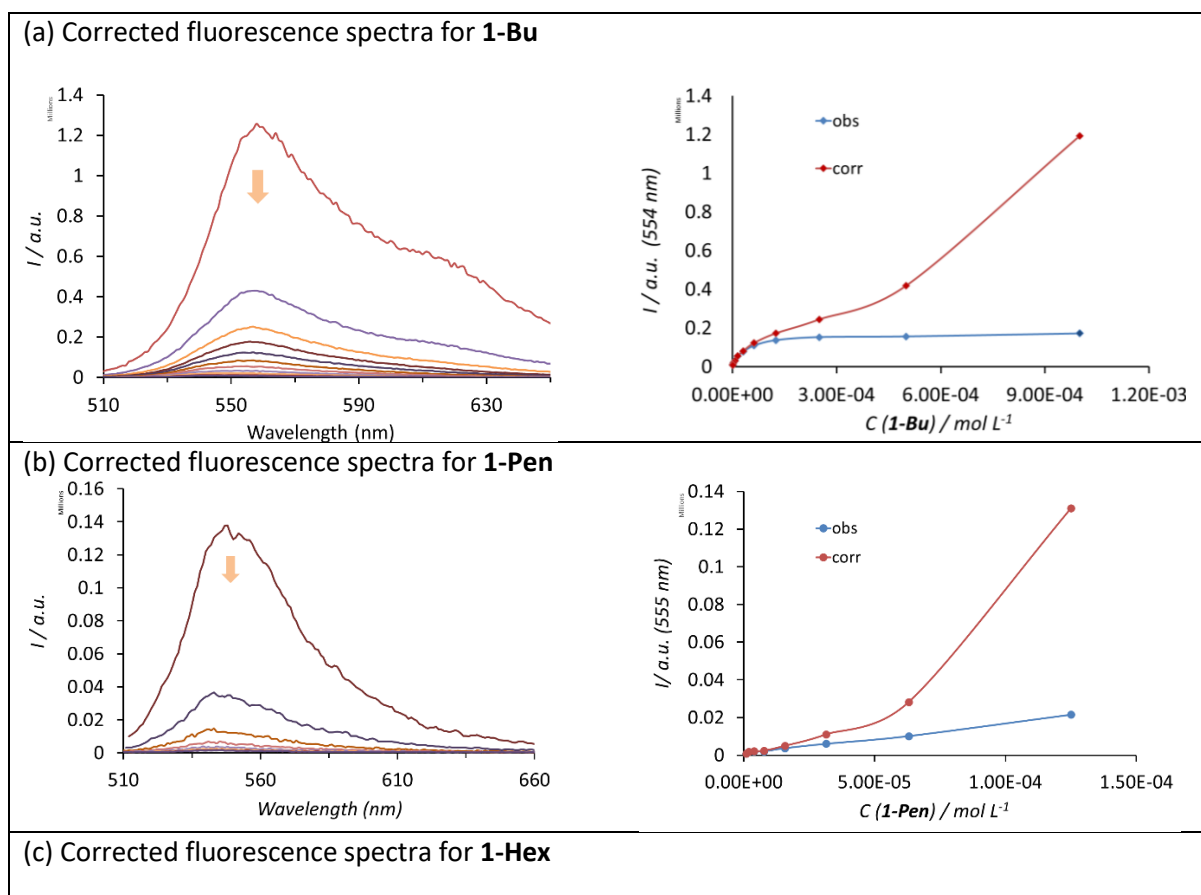 (a) Corrected fluorescence spectra for 1-Bu
Millions
1.4
1.2
1
0.8
0.6
0.4
0.2
0
I / a.u.
510
550
590
630
Wavelength (nm)
Millions
1.4
1.2
1
0.8
0.6
0.4
0.2
0
I / a.u. (554 nm)
obs
corr
0.00E+00
3.00E-04
6.00E-04
9.00E-04
1.20E-03
C (1-Bu) / mol L-1
(b) Corrected fluorescence spectra for 1-Pen
Millions
0.16
0.14
0.12
0.1
0.08
0.06
0.04
0.02
0
I / a.u.
510
560
610
660
Wavelength (nm)
Millions
0.14
0.12
0.1
0.08
0.06
0.04
0.02
0
I/ a.u. (555 nm)
obs
corr
0.00E+00
5.00E-05
1.00E-04
1.50E-04
C (1-Pen) / mol L-1
(c) Corrected fluorescence spectra for 1-Hex